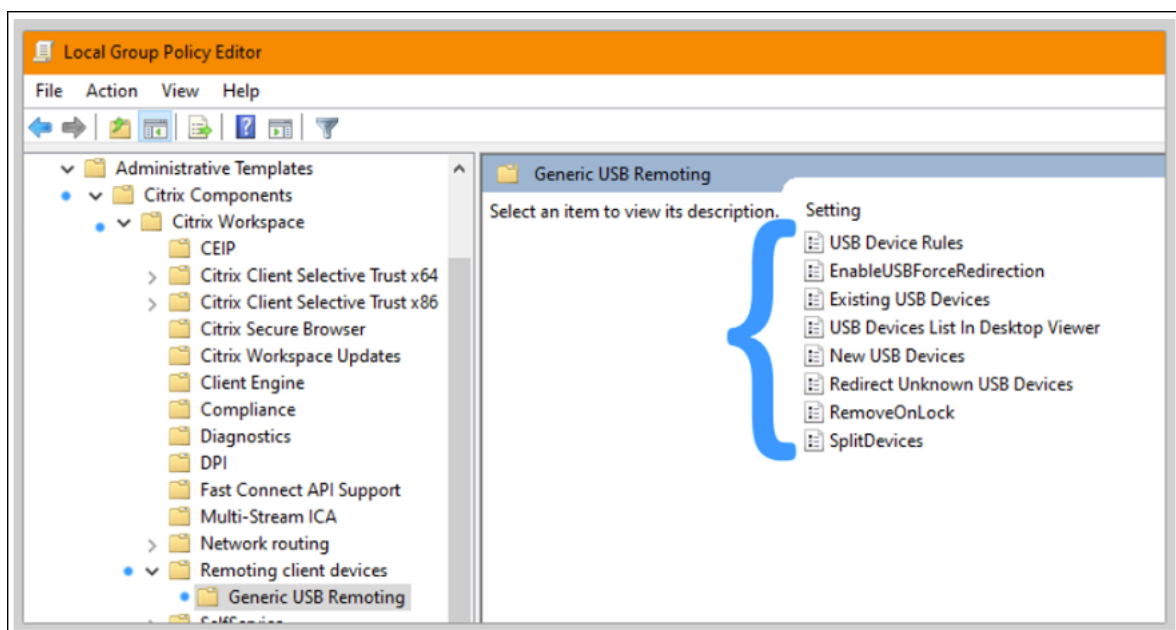 Local Group Policy Editor
File Action View Help
Administrative Templates
Citrix Components
Citrix Workspace
CEIP
Citrix Client Selective Trust x64
Citrix Client Selective Trust x86
Citrix Secure Browser
Citrix Workspace Updates
Client Engine
Compliance
Diagnostics
DPI
Fast Connect API Support
Multi-Stream ICA
Network routing
Remoting client devices
Generic USB Remoting
Generic USB Remoting
Select an item to view its description.
Setting
USB Device Rules
EnableUSBForceRedirection
Existing USB Devices
USB Devices List In Desktop Viewer
New USB Devices
Redirect Unknown USB Devices
RemoveOnLock
SplitDevices